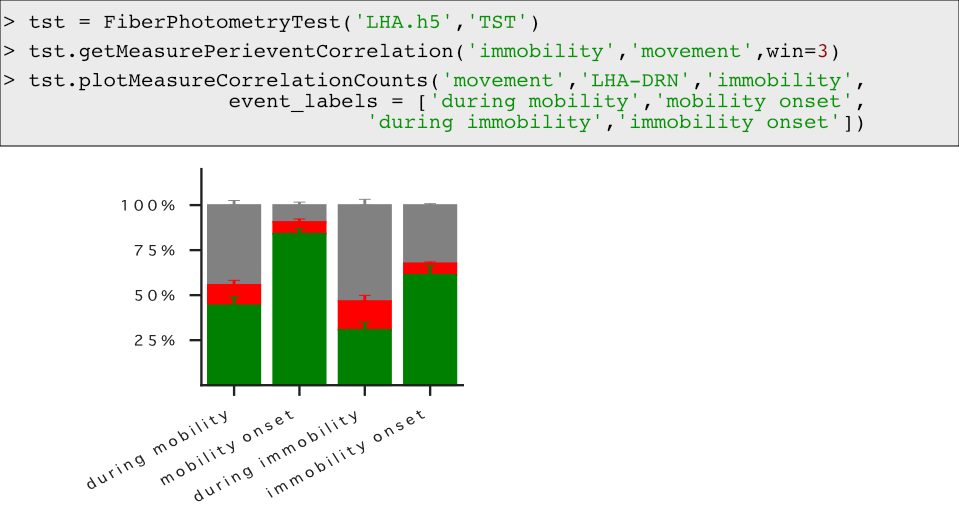 > tst = FiberPhotometryTest('LHA.h5','TST')
> tst.getMeasurePerieventCorrelation('immobility','movement',win=3)
> tst.plotMeasureCorrelationCounts('movement','LHA-DRN','immobility',
event_labels = ['during mobility','mobility onset',
'during immobility','immobility onset'])
100%
75%
50%
25%
during mobility
mobility onset
during immobility
immobility onset